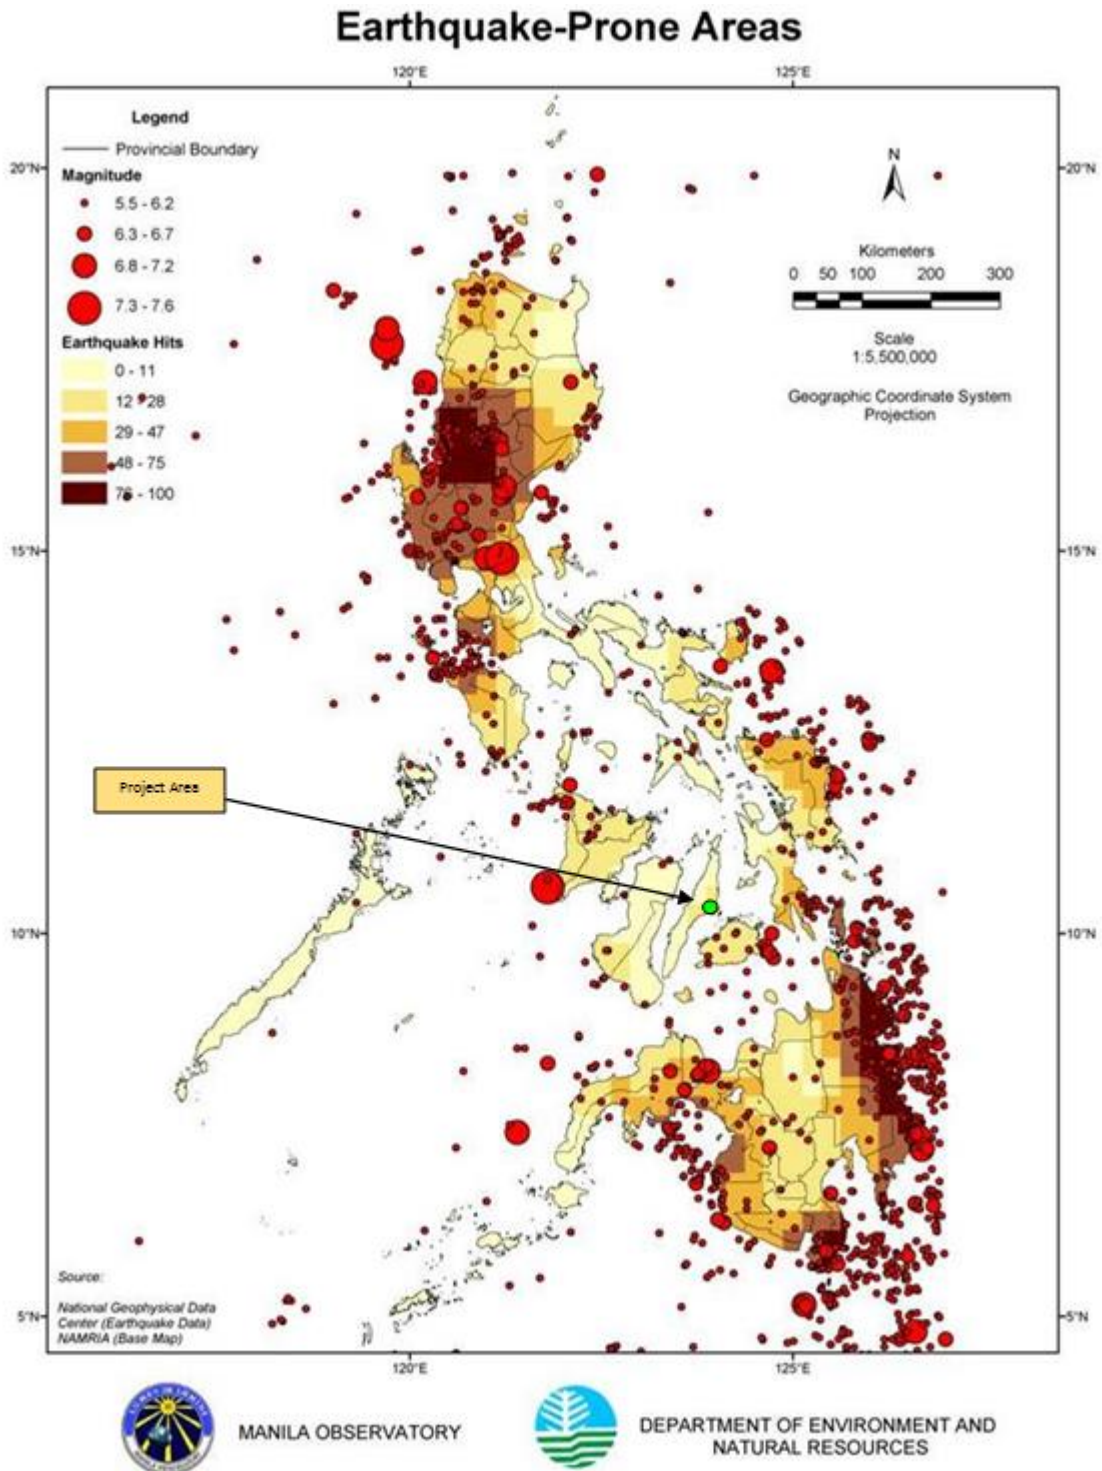 Earthquake-Prone Areas
120°E
125°E
Legend
Provincial Boundary
Magnitude
5.5 - 6.2
6.3 - 6.7
6.8 - 7.2
7.3 - 7.6
Earthquake Hits
0 - 11
12 - 28
29 - 47
48 - 75
76 - 100
N
Kilometers
0 50 100 200 300
Scale
1:5,500,000
Geographic Coordinate System
Projection
20°N
20°N
15°N
15°N
Project Area
10°N
10°N
5°N
5°N
Source:
National Geophysical Data
Center (Earthquake Data)
NAMRIA (Base Map)
120°E
125°E
MANILA OBSERVATORY
DEPARTMENT OF ENVIRONMENT AND
NATURAL RESOURCES